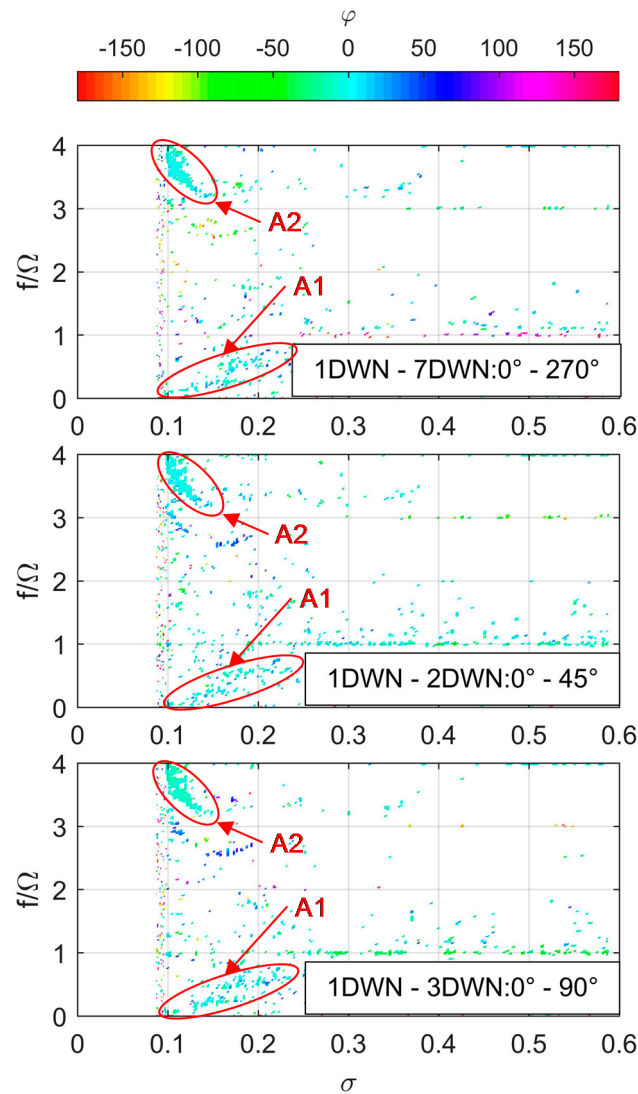 φ
-150 -100 -50 0 50 100 150
4
3
A2
f/Ω
2
A1
1
1DWN - 7DWN:0° - 270°
0
0 0.1 0.2 0.3 0.4 0.5 0.6
4
3
A2
f/Ω
2
A1
1
1DWN - 2DWN:0° - 45°
0
0 0.1 0.2 0.3 0.4 0.5 0.6
4
3
A2
f/Ω
2
A1
1
1DWN - 3DWN:0° - 90°
0
0 0.1 0.2 0.3 0.4 0.5 0.6
σ